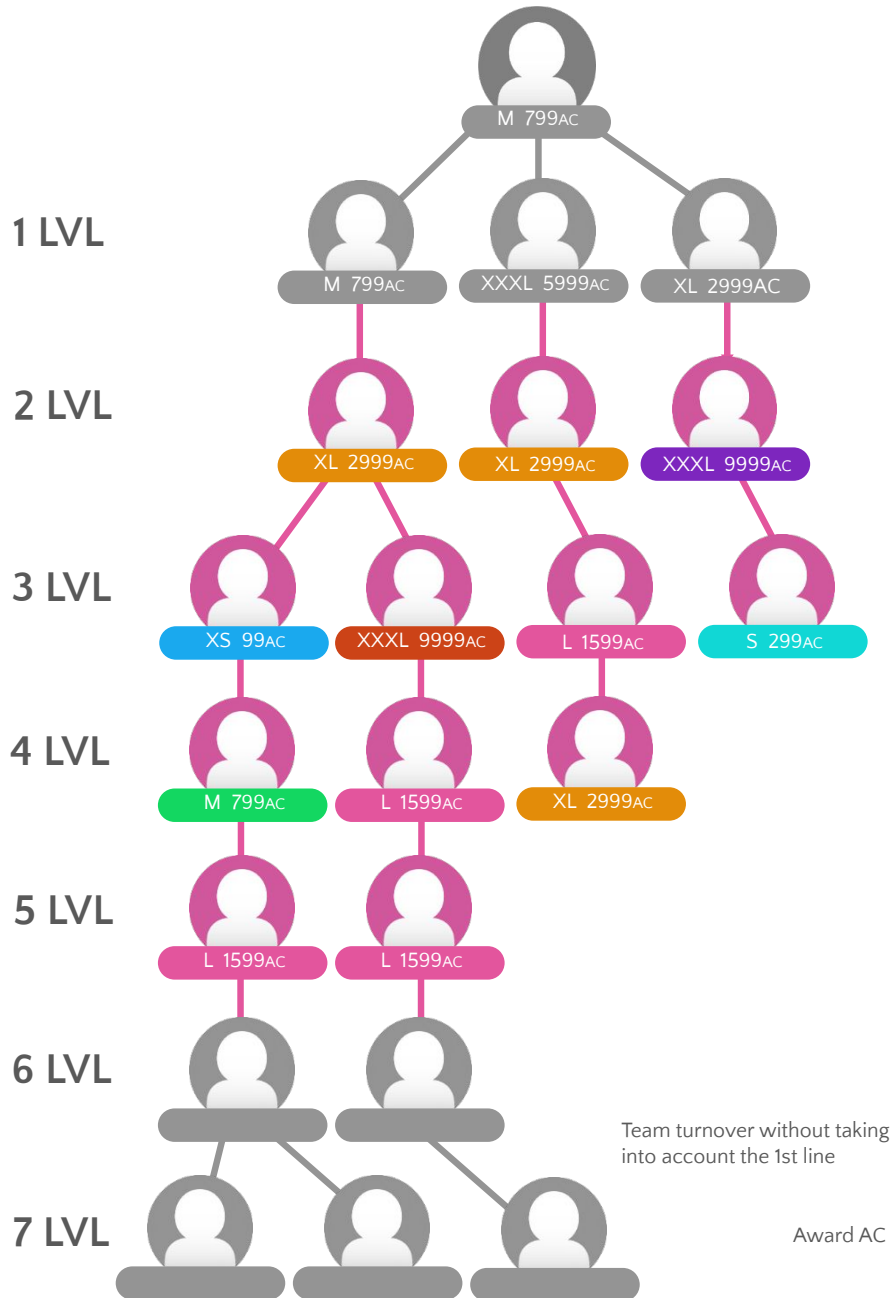 M 799AC
1 LVL
M 799AC
XXXL 5999AC
XL 2999AC
2 LVL
XL 2999AC
XL 2999AC
XXXL 9999AC
3 LVL
XS 99AC
XXXL 9999AC
L 1599AC
S 299AC
4 LVL
M 799AC
L 1599AC
XL 2999AC
5 LVL
L 1599AC
L 1599AC
6 LVL
Team turnover without taking
into account the 1st line
7 LVL
Award AC